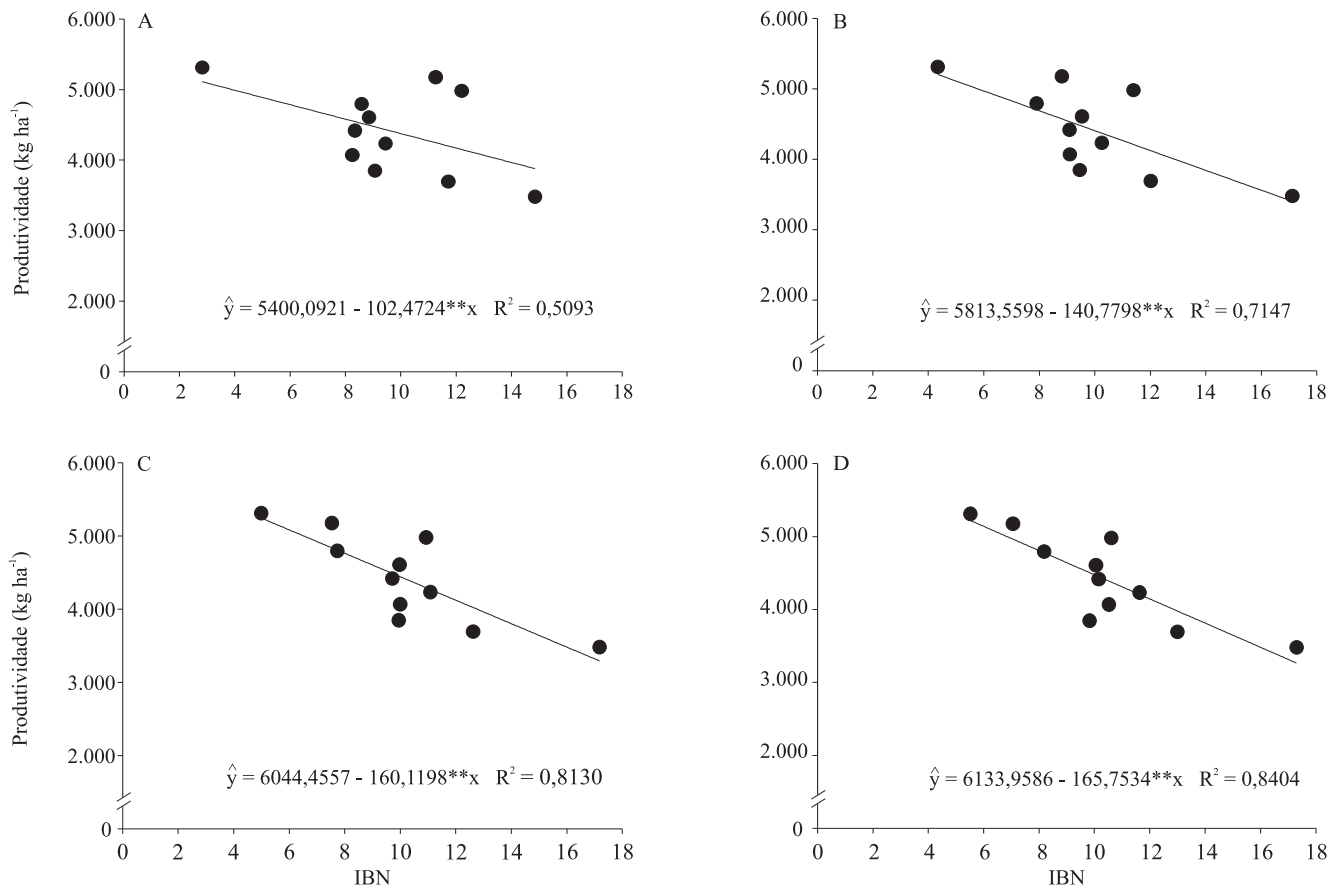 A
6.000
5.000
4.000
3.000
2.000
0
Produtividade (kg ha⁻¹)
ŷ = 5400,0921 - 102,4724**x R² = 0,5093
0 2 4 6 8 10 12 14 16 18
B
6.000
5.000
4.000
3.000
2.000
0
ŷ = 5813,5598 - 140,7798**x R² = 0,7147
0 2 4 6 8 10 12 14 16 18
C
6.000
5.000
4.000
3.000
2.000
0
Produtividade (kg ha⁻¹)
ŷ = 6044,4557 - 160,1198**x R² = 0,8130
0 2 4 6 8 10 12 14 16 18
IBN
D
6.000
5.000
4.000
3.000
2.000
0
ŷ = 6133,9586 - 165,7534**x R² = 0,8404
0 2 4 6 8 10 12 14 16 18
IBN